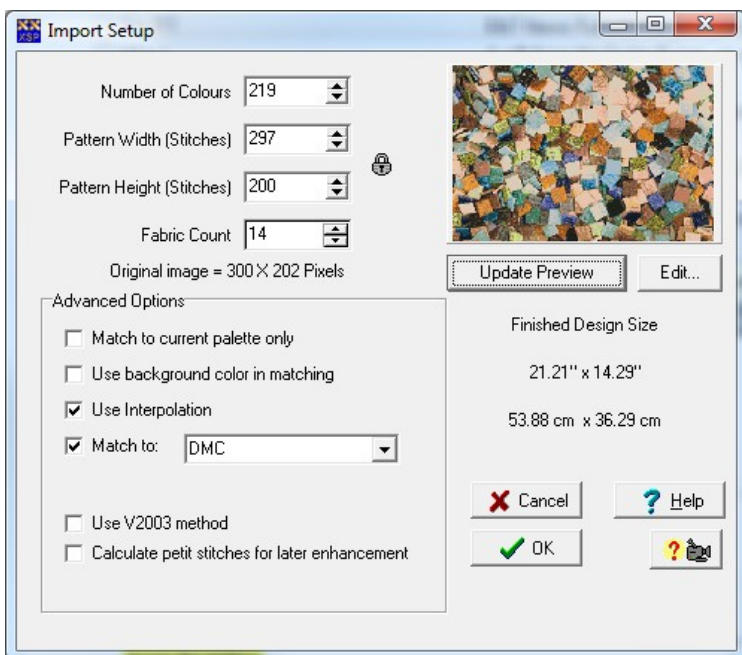 XSP Import Setup
Number of Colours 219
Pattern Width (Stitches) 297
Pattern Height (Stitches) 200
Fabric Count 14
Original image = 300 X 202 Pixels
Update Preview Edit...
Advanced Options
Match to current palette only
Use background color in matching
Use Interpolation
Match to: DMC
Use V2003 method
Calculate petit stitches for later enhancement
Finished Design Size
21.21" x 14.29"
53.88 cm x 36.29 cm
Cancel ? Help
OK ?